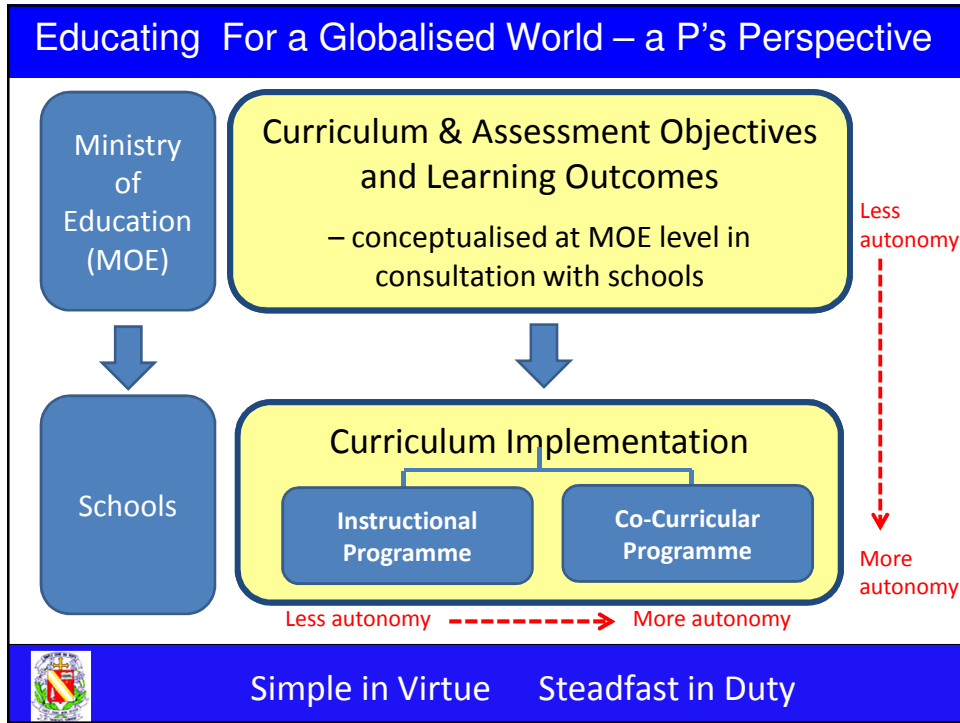 Educating For a Globalised World – a P's Perspective
Ministry
of
Education
(MOE)
Curriculum & Assessment Objectives
and Learning Outcomes
– conceptualised at MOE level in
consultation with schools
Less
autonomy
Schools
Curriculum Implementation
Instructional
Programme
Co-Curricular
Programme
More
autonomy
Less autonomy
More autonomy
Simple in Virtue Steadfast in Duty